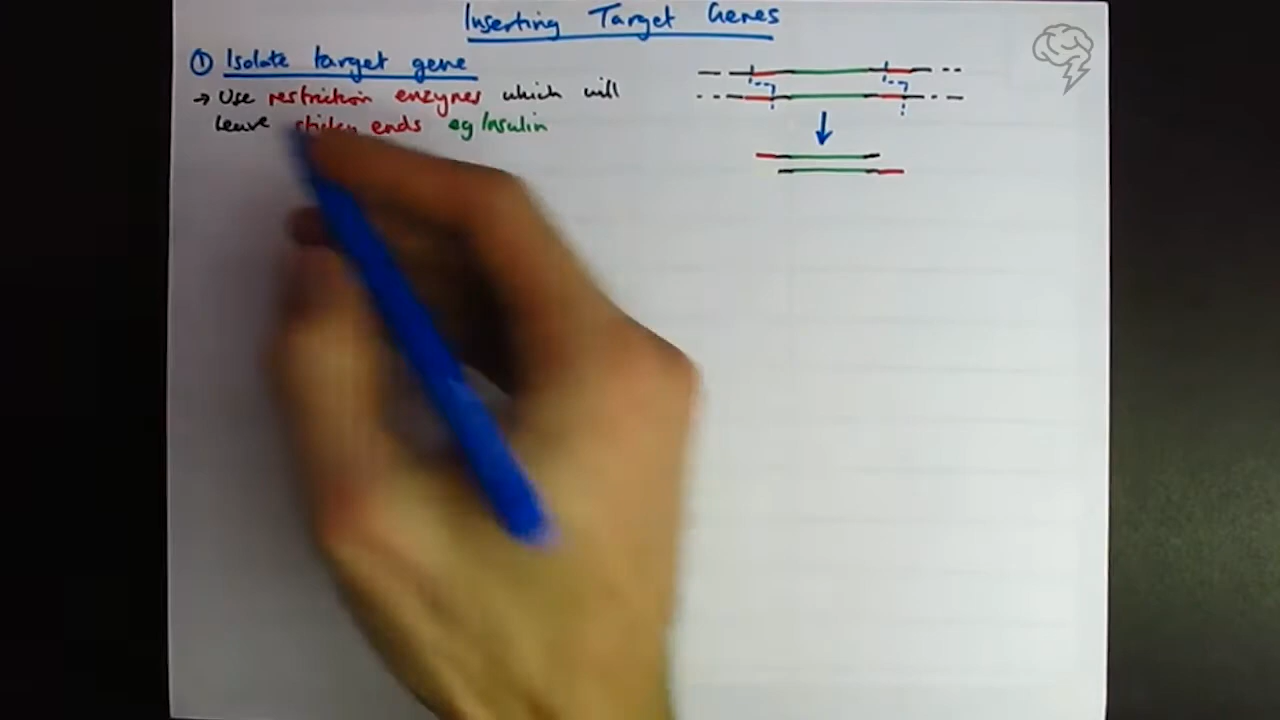 Inserting Target Genes
① Isolate target gene
→ Use restriction enzymes which will
leave sticky ends eg Insulin